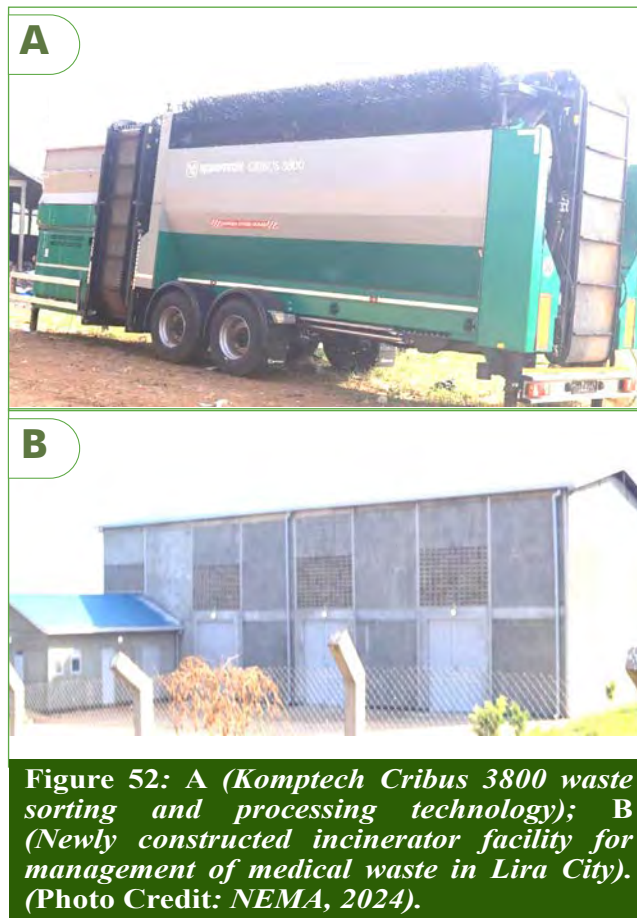 A
KOMPTECH CRIBUS 3800
B
Figure 52: A (Komptech Cribus 3800 waste
sorting and processing technology); B
(Newly constructed incinerator facility for
management of medical waste in Lira City).
(Photo Credit: NEMA, 2024).